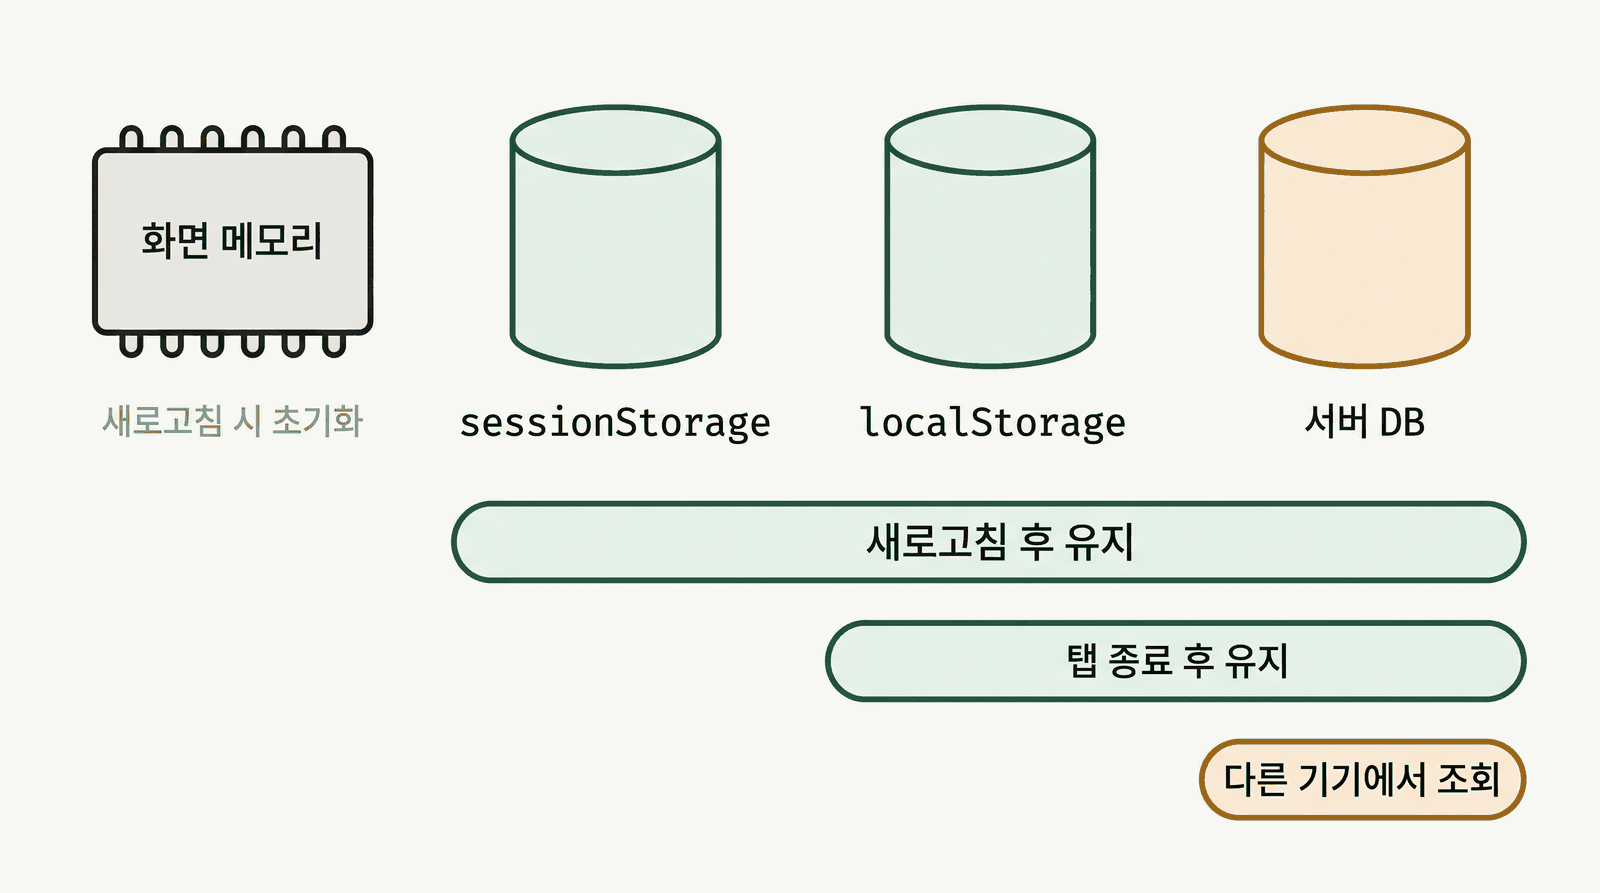 화면 메모리
새로고침 시 초기화
sessionStorage
localStorage
서버 DB
새로고침 후 유지
탭 종료 후 유지
다른 기기에서 조회